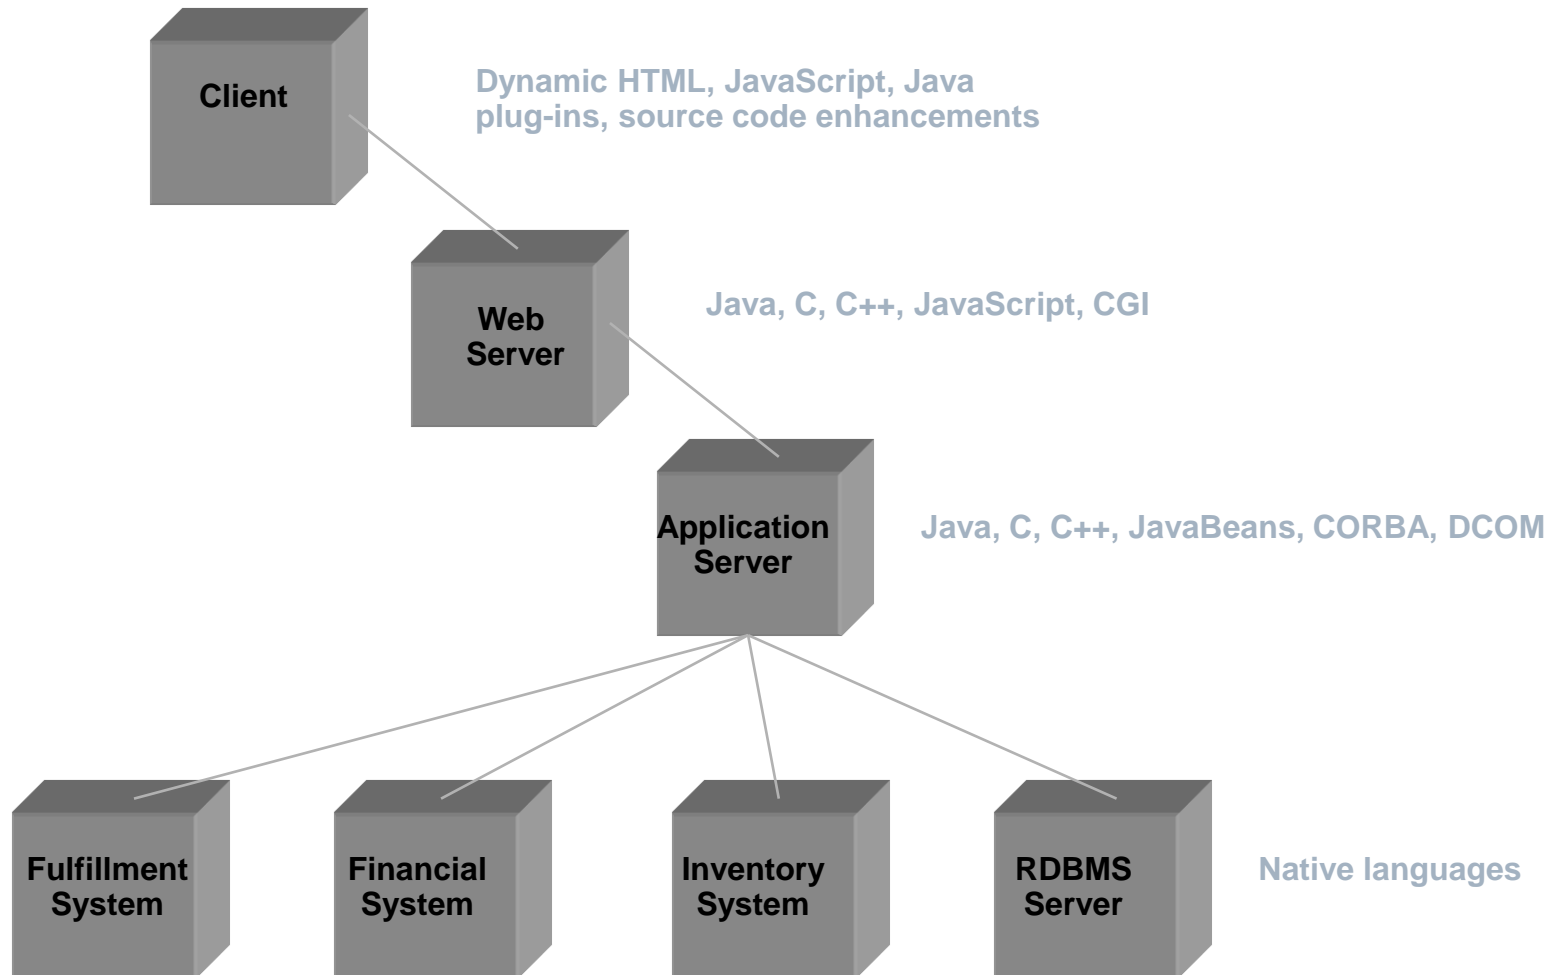 Client
Dynamic HTML, JavaScript, Java
plug-ins, source code enhancements
Web
Server
Java, C, C++, JavaScript, CGI
Application
Server
Java, C, C++, JavaBeans, CORBA, DCOM
Fulfillment
System
Financial
System
Inventory
System
RDBMS
Server
Native languages